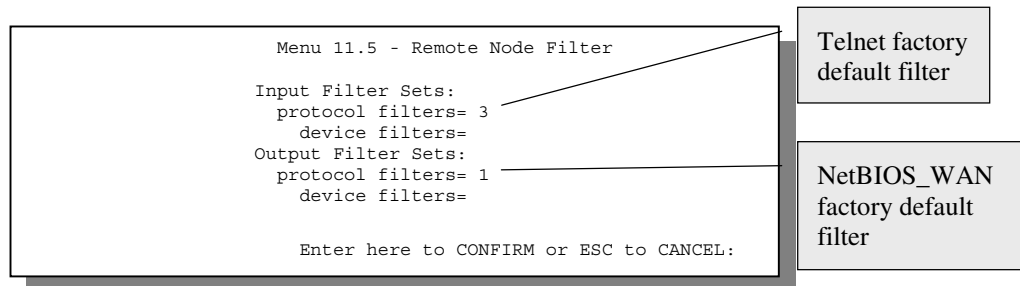 Menu 11.5 - Remote Node Filter
Input Filter Sets:
protocol filters= 3
device filters=
Output Filter Sets:
protocol filters= 1
device filters=
Enter here to CONFIRM or ESC to CANCEL:
Telnet factory
default filter
NetBIOS_WAN
factory default
filter